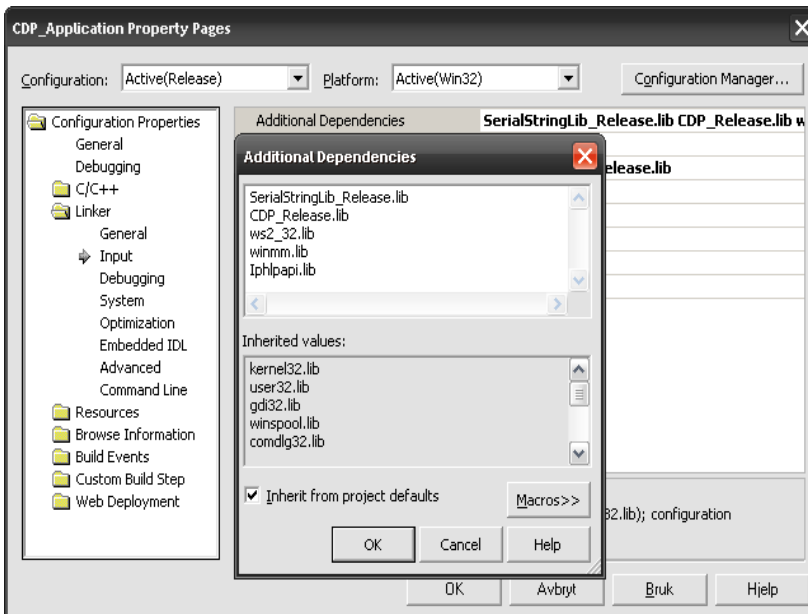 CDP_Application Property Pages
Configuration: Active(Release) Platform: Active(Win32) Configuration Manager...
Configuration Properties
General
Debugging
C/C++
Linker
General
Input
Debugging
System
Optimization
Embedded IDL
Advanced
Command Line
Resources
Browse Information
Build Events
Custom Build Step
Web Deployment
Additional Dependencies SerialStringLib_Release.lib CDP_Release.lib w
elease.lib
Additional Dependencies
SerialStringLib_Release.lib
CDP_Release.lib
ws2_32.lib
winmm.lib
Iphlpapi.lib
Inherited values:
kernel32.lib
user32.lib
gdi32.lib
winspool.lib
comdlg32.lib
Inherit from project defaults
Macros>>
OK Cancel Help
32.lib); configuration
OK Avbryt Bruk Hjelp